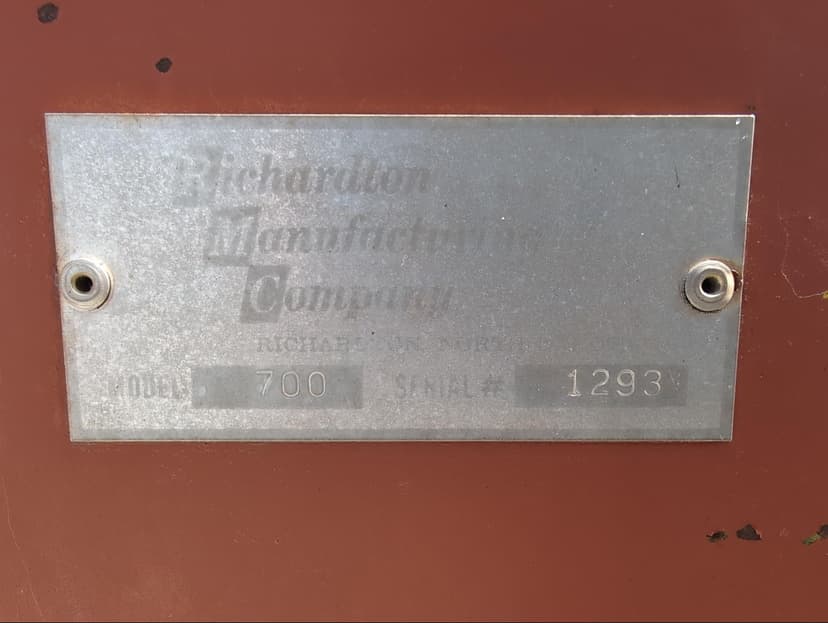 Richardton
Manufacturing
Company
RICHARDTON, NORTH DAKOTA
MODEL 700 SERIAL # 1293